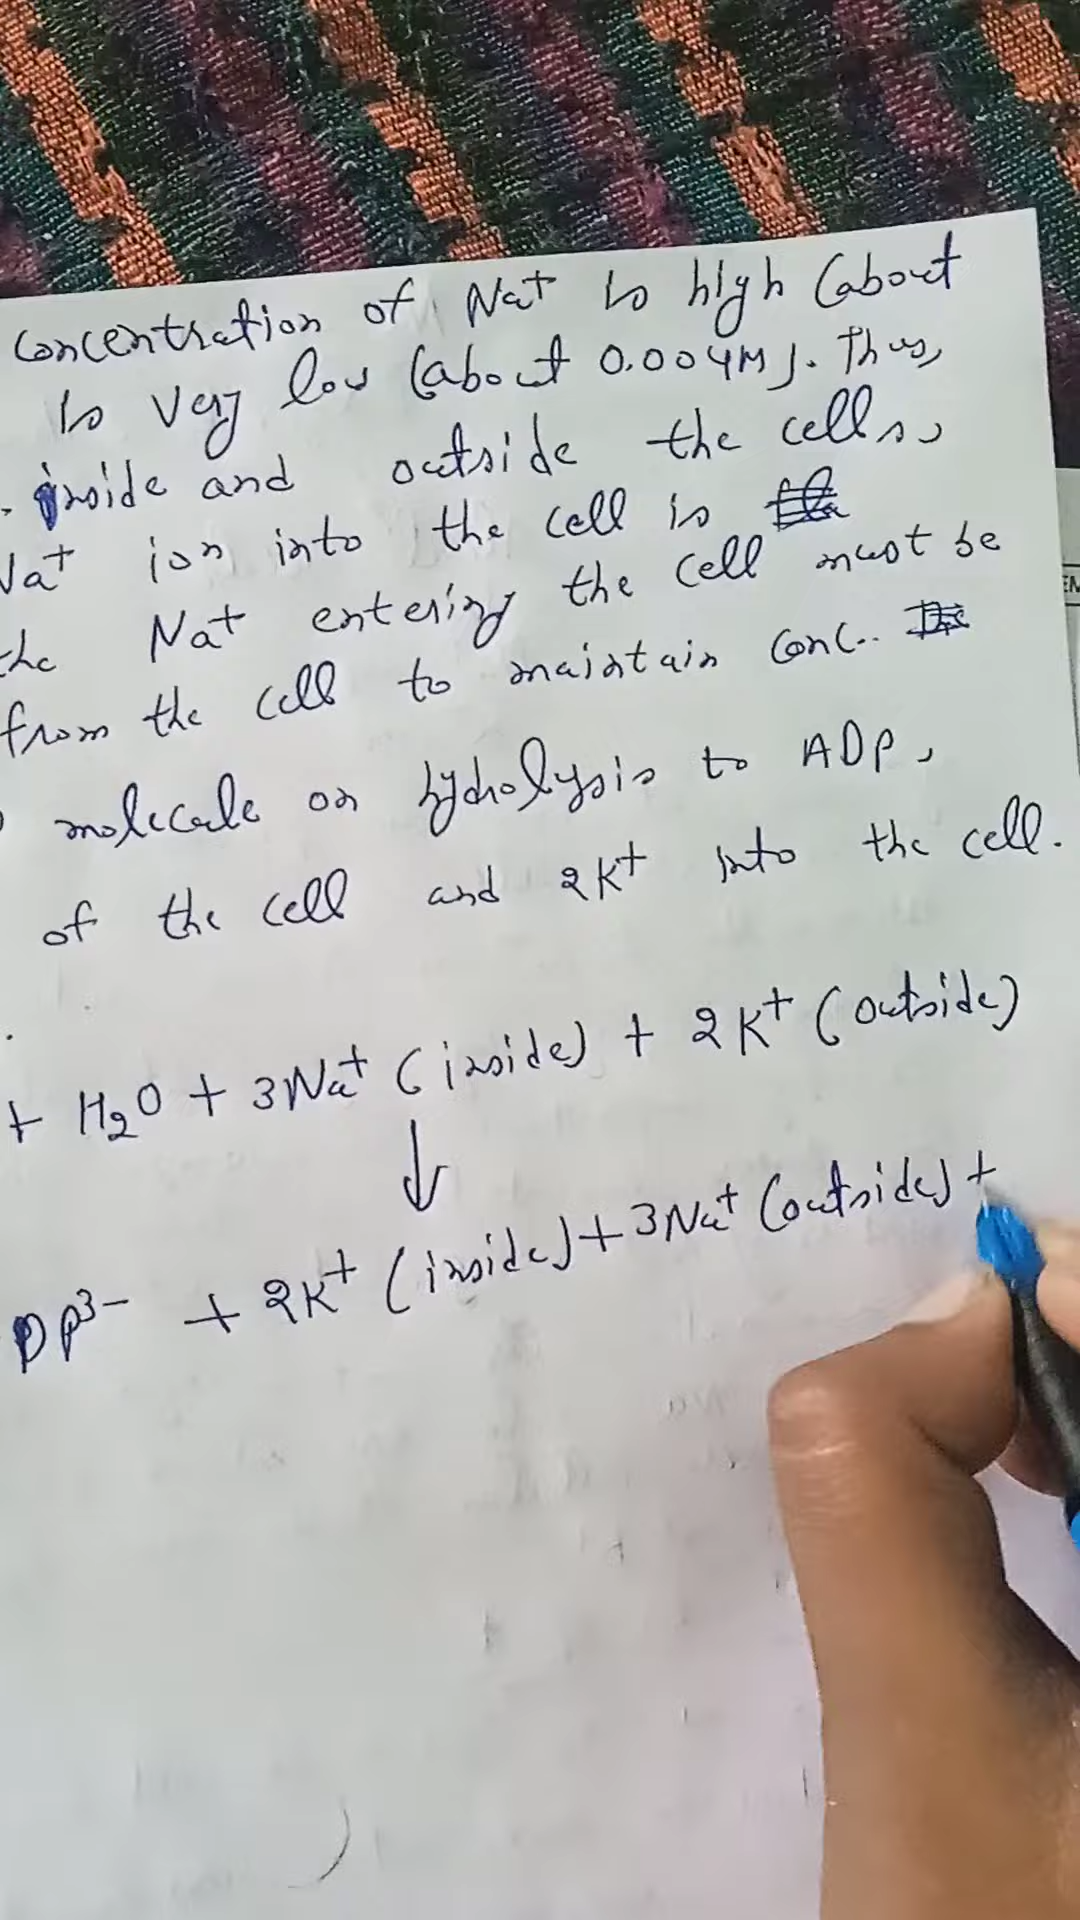 concentration of Na+ is high (about
is very low (about 0.004M). Thus,
inside and outside the cells,
Na+ ion into the cell is
the Na+ entering the cell must be
from the cell to maintain conc..
molecule on hydrolysis to ADP,
of the cell and 2K+ into the cell.
+ H2O + 3Na+ (inside) + 2K+ (outside)
↓
DP3- + 2K+ (inside) + 3Na+ (outside) +